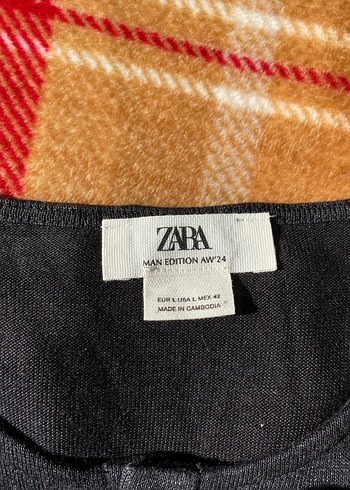 ZARA
MAN EDITION AW'24
EUR L USA L MEX 42
MADE IN CAMBODIA